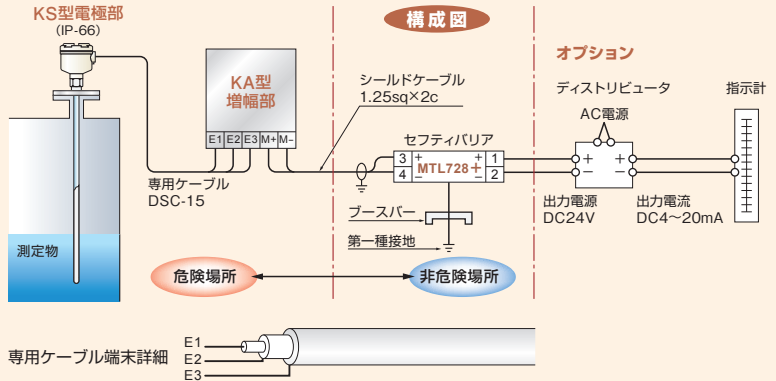 構成図
KS型電極部
(IP-66)
KA型
増幅部
E1 E2 E3 M+ M−
シールドケーブル
1.25sq×2c
専用ケーブル
DSC-15
測定物
セフティバリア
3 + + 1
MTL728+
4 − − 2
ブースバー
第一種接地
オプション
ディストリビュータ
AC電源
+ +
− −
出力電源
DC24V
出力電流
DC4〜20mA
指示計
危険場所
非危険場所
専用ケーブル端末詳細
E1
E2
E3